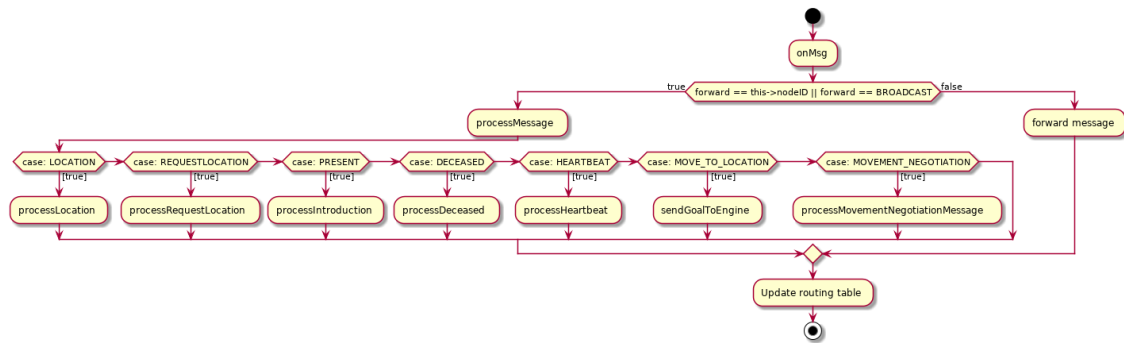 onMsg
true
forward == this->nodeID || forward == BROADCAST
false
processMessage
forward message
case: LOCATION
case: REQUESTLOCATION
case: PRESENT
case: DECEASED
case: HEARTBEAT
case: MOVE_TO_LOCATION
case: MOVEMENT_NEGOTIATION
[true]
[true]
[true]
[true]
[true]
[true]
[true]
processLocation
processRequestLocation
processIntroduction
processDeceased
processHeartbeat
sendGoalToEngine
processMovementNegotiationMessage
Update routing table